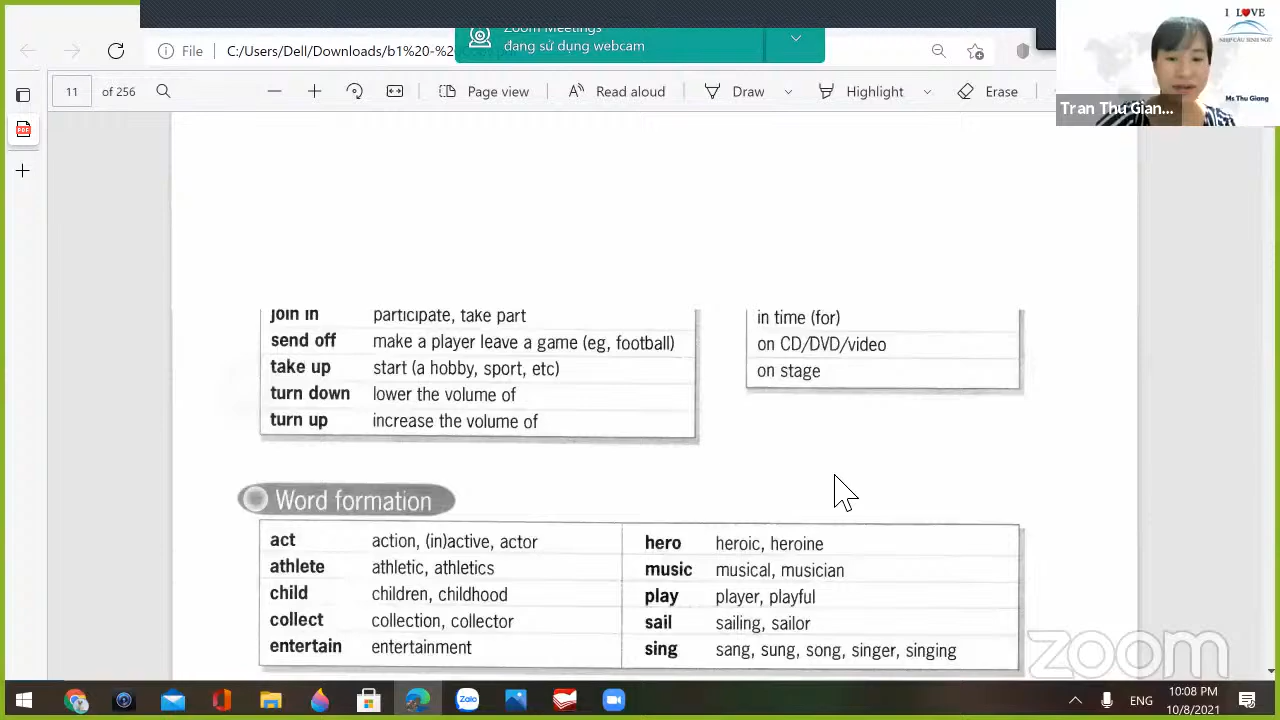 Zoom Meetings
đang sử dụng webcam
File
C:/Users/Dell/Downloads/b1%20-%2
I LOVE
NHỊP CẦU SINH NGỮ
Ms Thu Giang
Tran Thu Gian...
11 of 256
Page view
Read aloud
Draw
Highlight
Erase
PDF
join in participate, take part
send off make a player leave a game (eg, football)
take up start (a hobby, sport, etc)
turn down lower the volume of
turn up increase the volume of
in time (for)
on CD/DVD/video
on stage
Word formation
act action, (in)active, actor
athlete athletic, athletics
child children, childhood
collect collection, collector
entertain entertainment
hero heroic, heroine
music musical, musician
play player, playful
sail sailing, sailor
sing sang, sung, song, singer, singing
zoom
Zalo
ENG
10:08 PM
10/8/2021